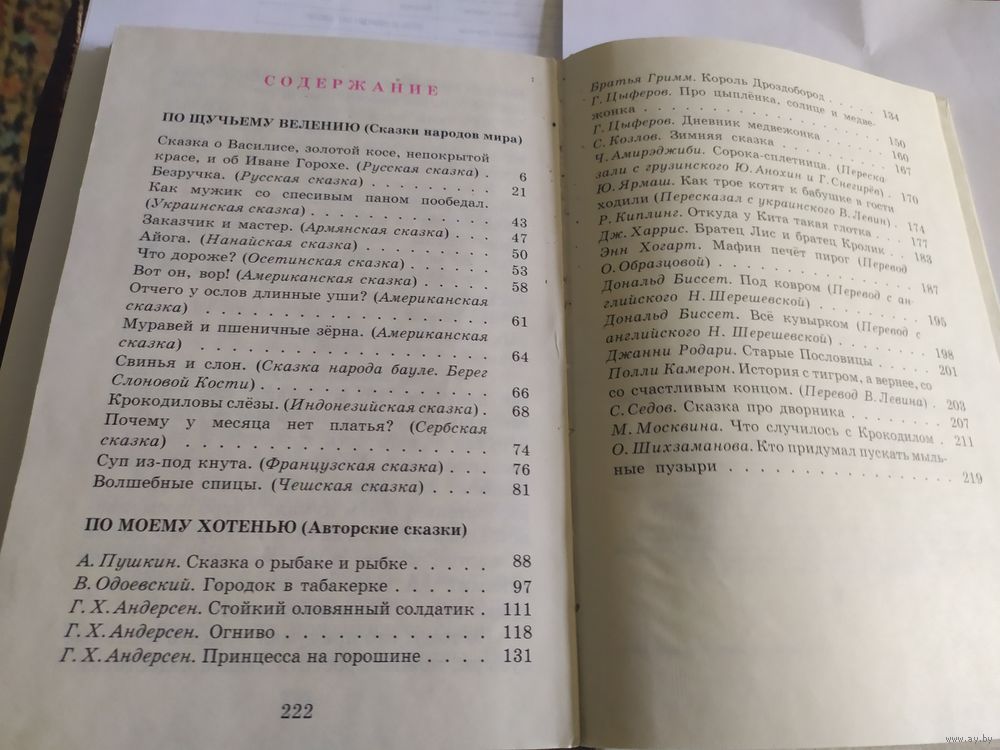 СОДЕРЖАНИЕ
ПО ЩУЧЬЕМУ ВЕЛЕНИЮ (Сказки народов мира)
Сказка о Василисе, золотой косе, непокрытой
красе, и об Иване Горохе. (Русская сказка) . 6
Безручка. (Русская сказка) . . . . . . . . 21
Как мужик со спесивым паном пообедал.
(Украинская сказка) . . . . . . . . . . . 43
Заказчик и мастер. (Армянская сказка) . . . 47
Айога. (Нанайская сказка) . . . . . . . . 50
Что дороже? (Осетинская сказка) . . . . . 53
Вот он, вор! (Американская сказка) . . . . 58
Отчего у ослов длинные уши? (Американская
сказка) . . . . . . . . . . . . . . . . 61
Муравей и пшеничные зёрна. (Американская
сказка) . . . . . . . . . . . . . . . . 64
Свинья и слон. (Сказка народа бауле. Берег
Слоновой Кости) . . . . . . . . . . . . . 66
Крокодиловы слёзы. (Индонезийская сказка) . 68
Почему у месяца нет платья? (Сербская
сказка) . . . . . . . . . . . . . . . . 74
Суп из-под кнута. (Французская сказка) . . . 76
Волшебные спицы. (Чешская сказка) . . . . 81
ПО МОЕМУ ХОТЕНЬЮ (Авторские сказки)
А. Пушкин. Сказка о рыбаке и рыбке . . . . 88
В. Одоевский. Городок в табакерке . . . . . 97
Г. Х. Андерсен. Стойкий оловянный солдатик . 111
Г. Х. Андерсен. Огниво . . . . . . . . . . . 118
Г. Х. Андерсен. Принцесса на горошине . . . . 131
222
Братья Гримм. Король Дроздобород . . . . . 134
Г. Цыферов. Про цыплёнка, солнце и медве-
жонка . . . . . . . . . . . . . . . . 150
Г. Цыферов. Дневник медвежонка . . . . . 160
С. Козлов. Зимняя сказка . . . . . . . . 167
Ч. Амирэджиби. Сорока-сплетница. (Переска
зали с грузинского Ю. Анохин и Г. Снегирёв) . 170
Ю. Ярмаш. Как трое котят к бабушке в гости
ходили (Пересказал с украинского В. Левин) . 174
Р. Киплинг. Откуда у Кита такая глотка . . . 177
Дж. Харрис. Братец Лис и братец Кролик . . 183
Энн Хогарт. Мафин печёт пирог (Перевод
О. Образцовой) . . . . . . . . . . . . . 187
Дональд Биссет. Под ковром (Перевод с ан-
глийского Н. Шерешевской) . . . . . . . . 195
Дональд Биссет. Всё кувырком (Перевод с
английского Н. Шерешевской) . . . . . . . 198
Джанни Родари. Старые Пословицы . . . . . 201
Полли Камерон. История с тигром, а вернее, со
со счастливым концом. (Перевод В. Левина) . 203
С. Седов. Сказка про дворника . . . . . . . 207
М. Москвина. Что случилось с Крокодилом . 211
О. Шихзаманова. Кто придумал пускать мыль-
ные пузыри . . . . . . . . . . . . . . 219
www.ay.by